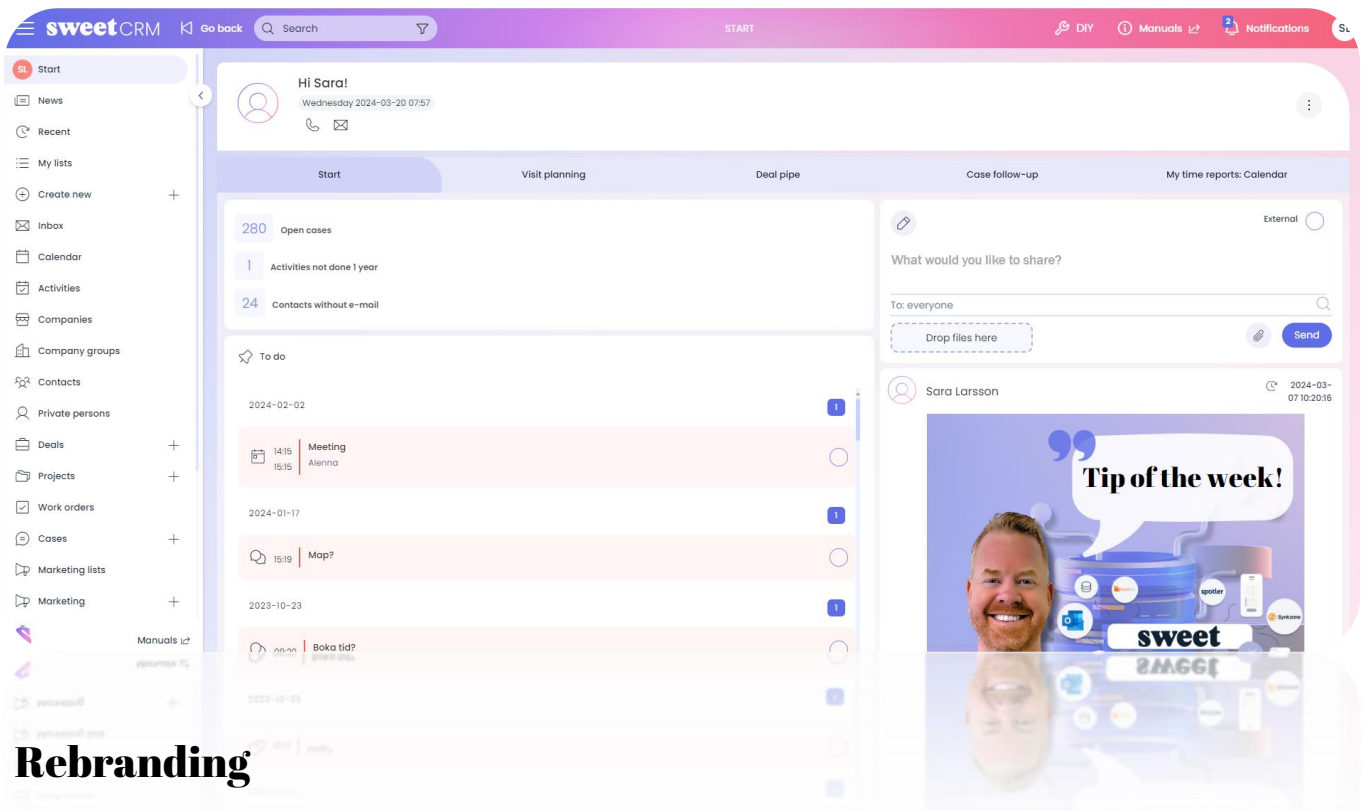 sweet CRM
Go back
Search
START
DIY
Manuals
2
Notifications
SL
Start
News
Recent
My lists
Create new
Inbox
Calendar
Activities
Companies
Company groups
Contacts
Private persons
Deals
Projects
Work orders
Cases
Marketing lists
Marketing
Manuals
Hi Sara!
Wednesday 2024-03-20 07:57
Start
Visit planning
Deal pipe
Case follow-up
My time reports: Calendar
280 Open cases
1 Activities not done 1 year
24 Contacts without e-mail
To do
2024-02-02
1
14:15 Meeting
15:15 Alenna
2024-01-17
1
15:19 Map?
2023-10-23
1
09:20 Boka tid?
External
What would you like to share?
To: everyone
Drop files here
Send
Sara Larsson
2024-03-
07 10:20:16
Tip of the week!
spotler
Synkzone
sweet
Rebranding